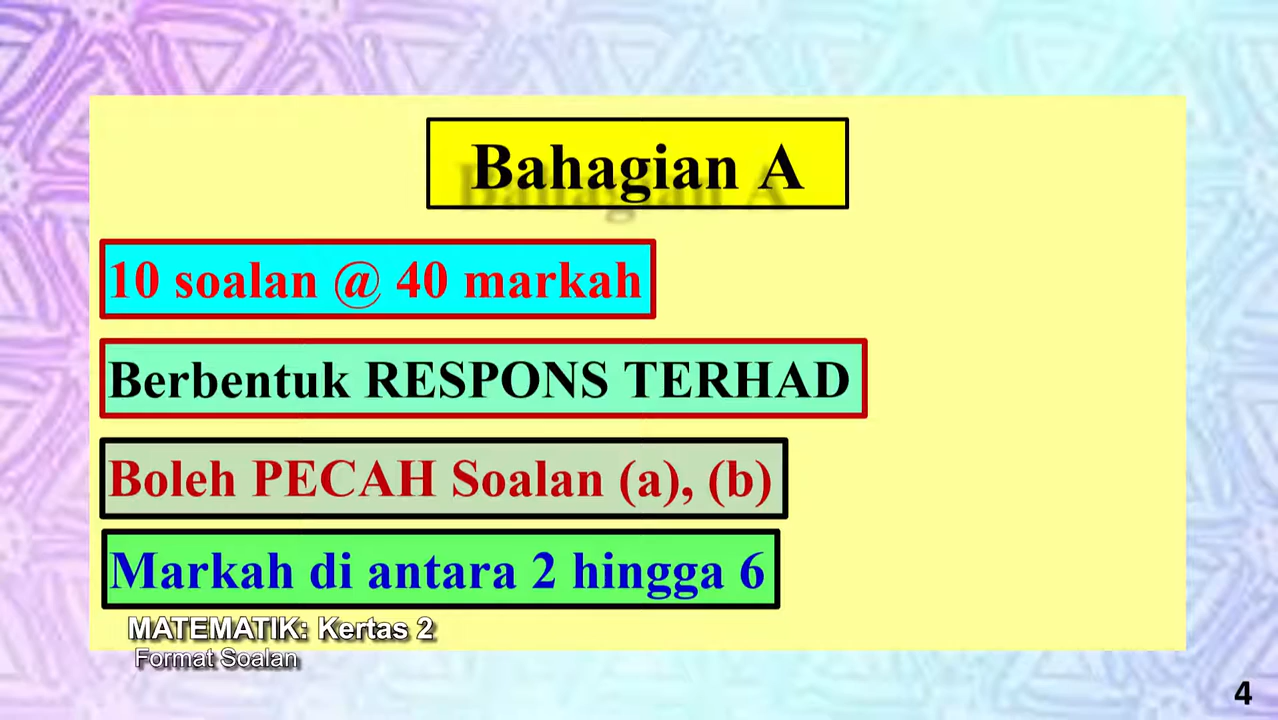 Bahagian A
10 soalan @ 40 markah
Berbentuk RESPONS TERHAD
Boleh PECAH Soalan (a), (b)
Markah di antara 2 hingga 6
MATEMATIK: Kertas 2
Format Soalan
4